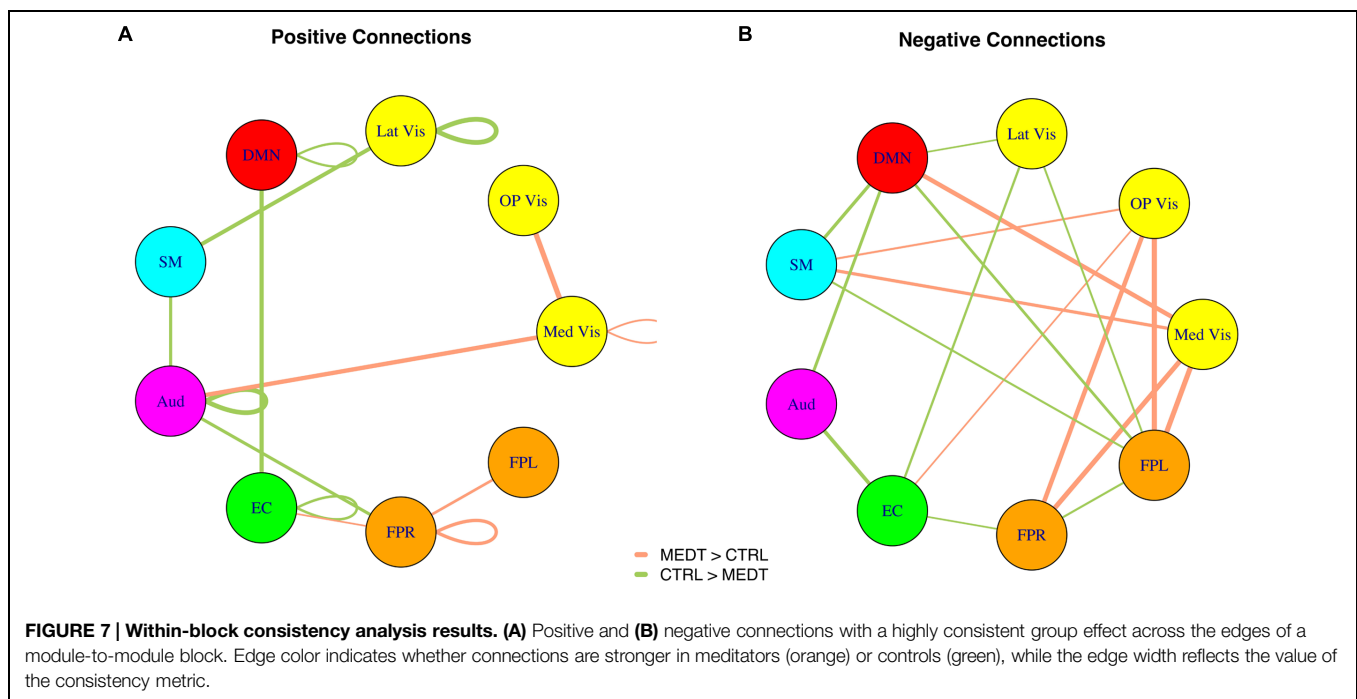 A
Positive Connections
Lat Vis
DMN
OP Vis
SM
Med Vis
Aud
FPL
EC
FPR
B
Negative Connections
Lat Vis
DMN
OP Vis
SM
Med Vis
Aud
FPL
EC
FPR
MEDT > CTRL
CTRL > MEDT
FIGURE 7 | Within-block consistency analysis results. (A) Positive and (B) negative connections with a highly consistent group effect across the edges of a
module-to-module block. Edge color indicates whether connections are stronger in meditators (orange) or controls (green), while the edge width reflects the value of
the consistency metric.